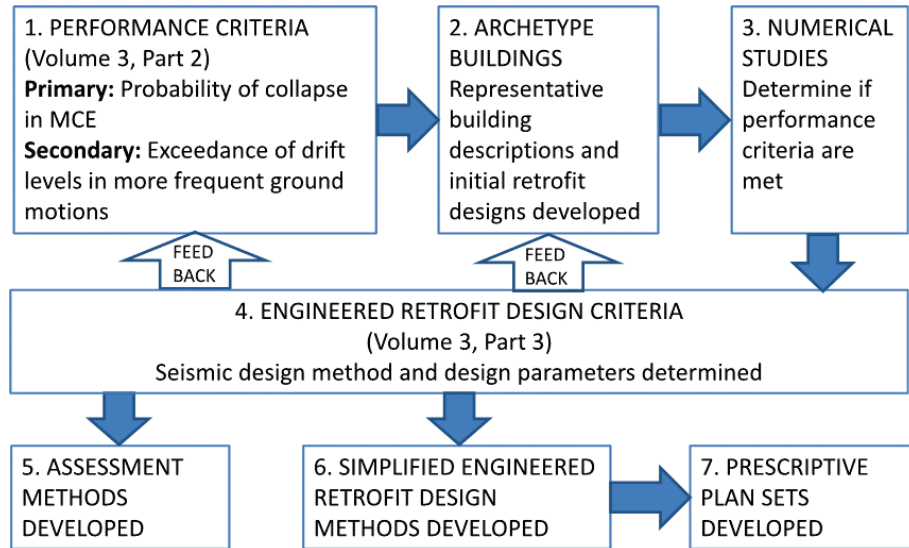 1. PERFORMANCE CRITERIA
(Volume 3, Part 2)
Primary: Probability of collapse
in MCE
Secondary: Exceedance of drift
levels in more frequent ground
motions
2. ARCHETYPE
BUILDINGS
Representative
building
descriptions and
initial retrofit
designs developed
3. NUMERICAL
STUDIES
Determine if
performance
criteria are
met
FEED
BACK
FEED
BACK
4. ENGINEERED RETROFIT DESIGN CRITERIA
(Volume 3, Part 3)
Seismic design method and design parameters determined
5. ASSESSMENT
METHODS
DEVELOPED
6. SIMPLIFIED ENGINEERED
RETROFIT DESIGN
METHODS DEVELOPED
7. PRESCRIPTIVE
PLAN SETS
DEVELOPED